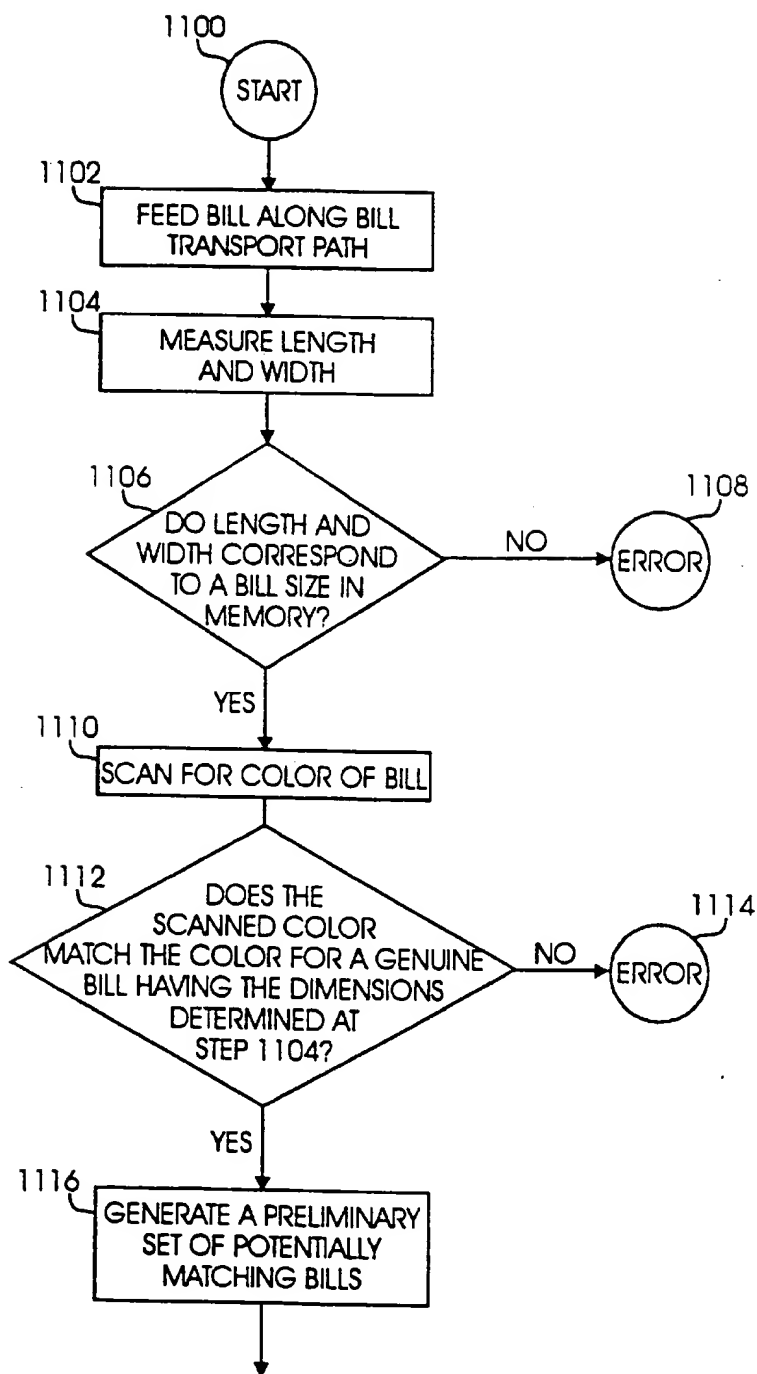 1100
START
1102
FEED BILL ALONG BILL
TRANSPORT PATH
1104
MEASURE LENGTH
AND WIDTH
1106
DO LENGTH AND
WIDTH CORRESPOND
TO A BILL SIZE IN
MEMORY?
NO
1108
ERROR
YES
1110
SCAN FOR COLOR OF BILL
1112
DOES THE
SCANNED COLOR
MATCH THE COLOR FOR A GENUINE
BILL HAVING THE DIMENSIONS
DETERMINED AT
STEP 1104?
NO
1114
ERROR
YES
1116
GENERATE A PRELIMINARY
SET OF POTENTIALLY
MATCHING BILLS